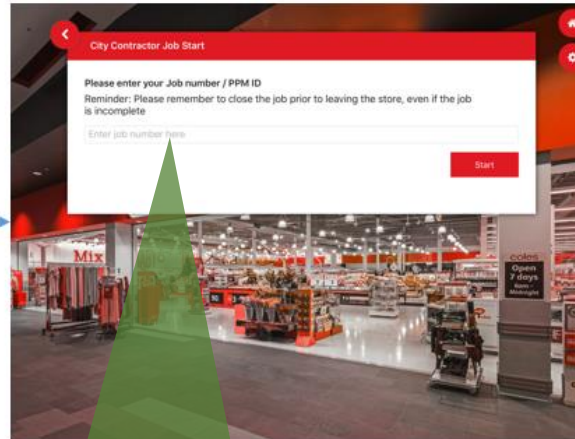 City Contractor Job Start
Please enter your Job number / PPM ID
Reminder: Please remember to close the job prior to leaving the store, even if the job
is incomplete
Enter job number here
Start
Mix
coles
Open
7 days
6am -
Midnight